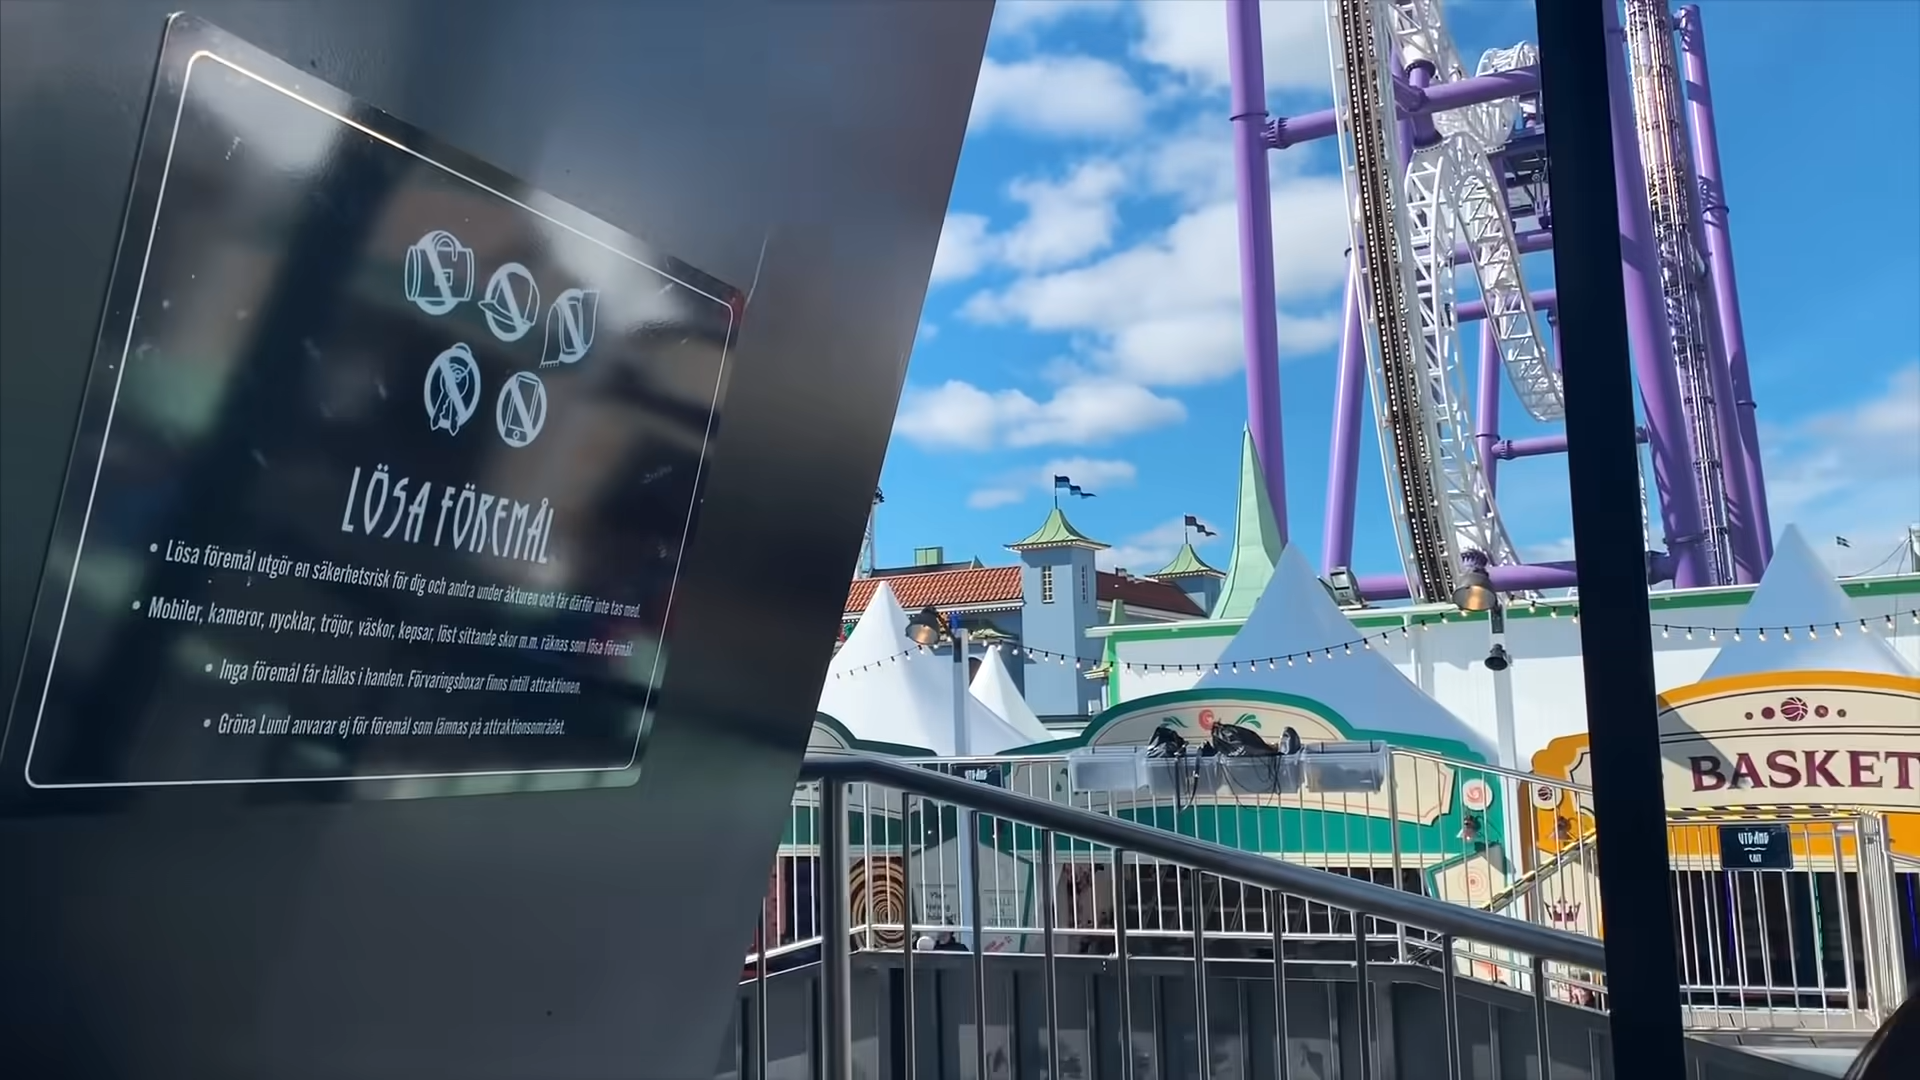 LÖSA FÖREMÅL
• Lösa föremål utgör en säkerhetsrisk för dig och andra under åkturen och får därför inte tas med.
• Mobiler, kameror, nycklar, tröjor, väskor, kepsar, löst sittande skor m.m. räknas som lösa föremål.
• Inga föremål får hållas i handen. Förvaringsboxar finns intill attraktionen.
• Gröna Lund anvarar ej för föremål som lämnas på attraktionsområdet.
BASKET
UTGÅNG
EXIT